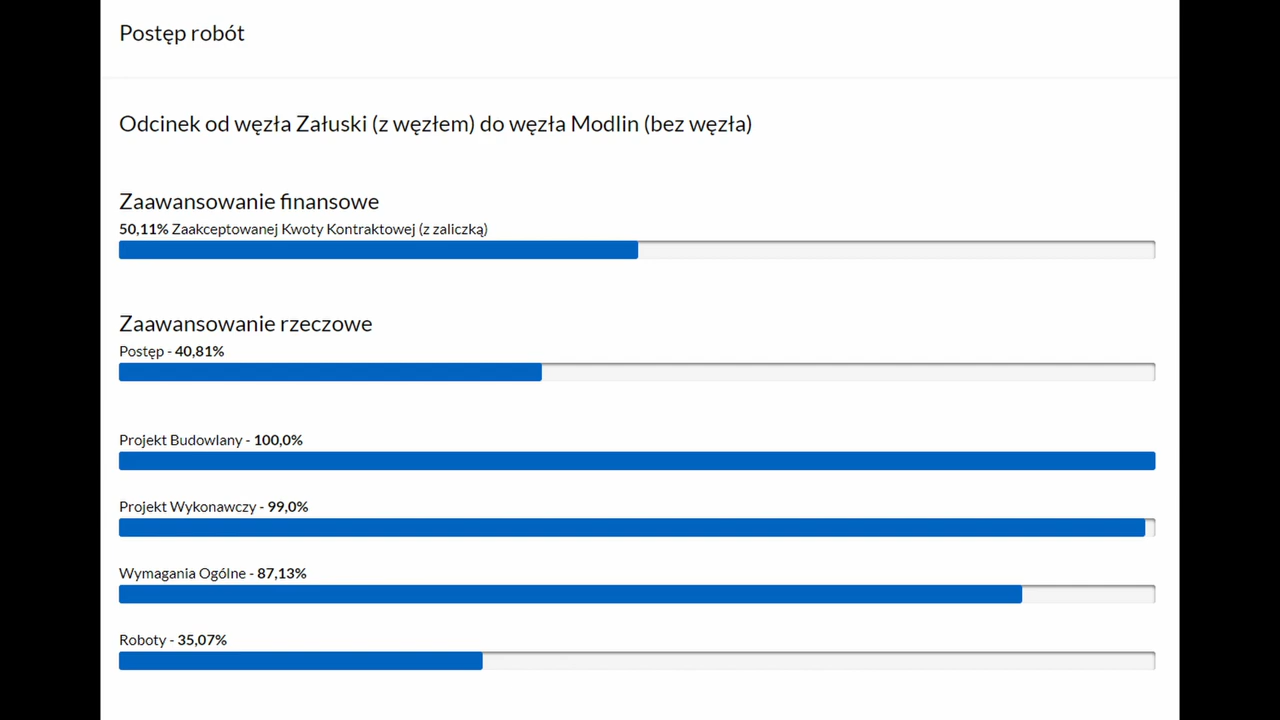 Postęp robót
Odcinek od węzła Załuski (z węzłem) do węzła Modlin (bez węzła)
Zaawansowanie finansowe
50,11% Zaakceptowanej Kwoty Kontraktowej (z zaliczką)
Zaawansowanie rzeczowe
Postęp - 40,81%
Projekt Budowlany - 100,0%
Projekt Wykonawczy - 99,0%
Wymagania Ogólne - 87,13%
Roboty - 35,07%